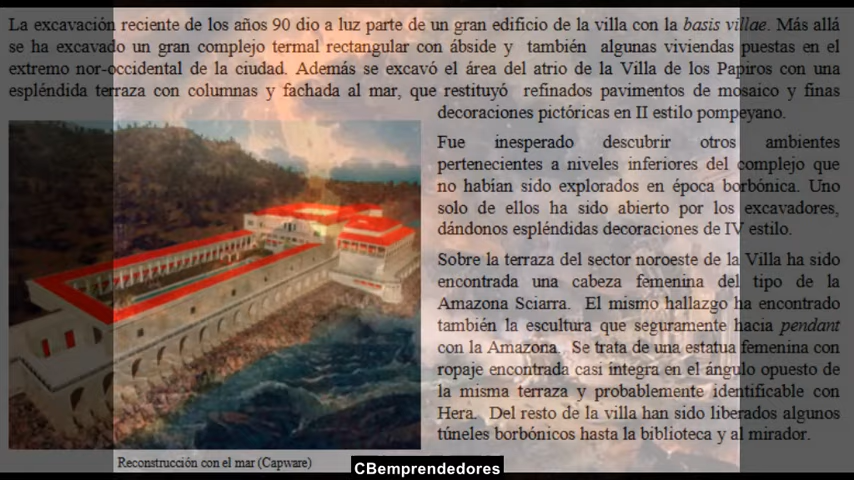 La excavación reciente de los años 90 dio a luz parte de un gran edificio de la villa con la basis villae. Más allá
se ha excavado un gran complejo termal rectangular con ábside y también algunas viviendas puestas en el
extremo nor-occidental de la ciudad. Además se excavó el área del atrio de la Villa de los Papiros con una
espléndida terraza con columnas y fachada al mar, que restituyó refinados pavimentos de mosaico y finas
decoraciones pictóricas en II estilo pompeyano.
Fue inesperado descubrir otros ambientes
pertenecientes a niveles inferiores del complejo que
no habían sido explorados en época borbónica. Uno
solo de ellos ha sido abierto por los excavadores,
dándonos espléndidas decoraciones de IV estilo.
Sobre la terraza del sector noroeste de la Villa ha sido
encontrada una cabeza femenina del tipo de la
Amazona Sciarra. El mismo hallazgo ha encontrado
también la escultura que seguramente hacia pendant
con la Amazona. Se trata de una estatua femenina con
ropaje encontrada casi íntegra en el ángulo opuesto de
la misma terraza y probablemente identificable con
Hera. Del resto de la villa han sido liberados algunos
túneles borbónicos hasta la biblioteca y al mirador.
Reconstrucción con el mar (Capware)
CBemprendedores